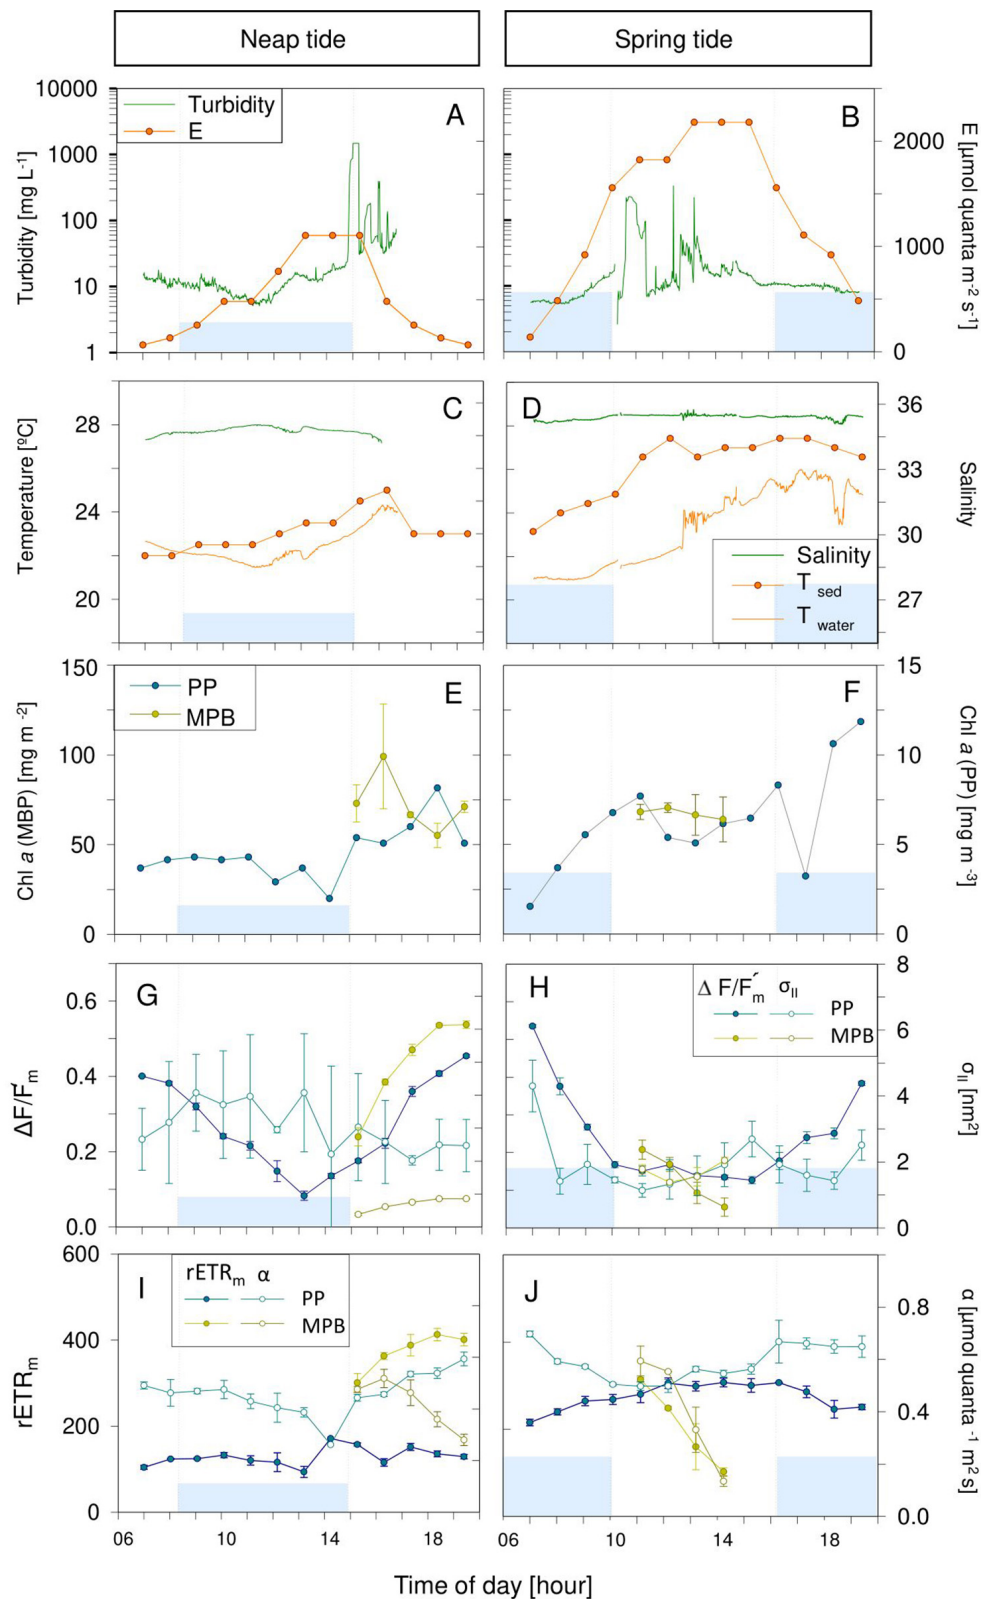 Neap tide
Spring tide
Turbidity [mg L-1]
10000
1000
100
10
1
Turbidity
E
A
B
2000
1000
0
E [µmol quanta m-2 s-1]
Temperature [ºC]
28
24
20
C
D
36
33
30
27
Salinity
Salinity
T sed
T water
Chl a (MBP) [mg m -2]
150
100
50
0
PP
MPB
E
F
15
10
5
0
Chl a (PP) [mg m -3]
ΔF/F'm
0.6
0.4
0.2
0.0
G
H
Δ F/F'm σII
PP
MPB
8
6
4
2
0
σII [nm2]
rETRm
600
400
200
0
I
rETRm α
PP
MPB
J
0.8
0.4
0.0
α [µmol quanta -1 m2 s]
06 10 14 18 06 10 14 18
Time of day [hour]